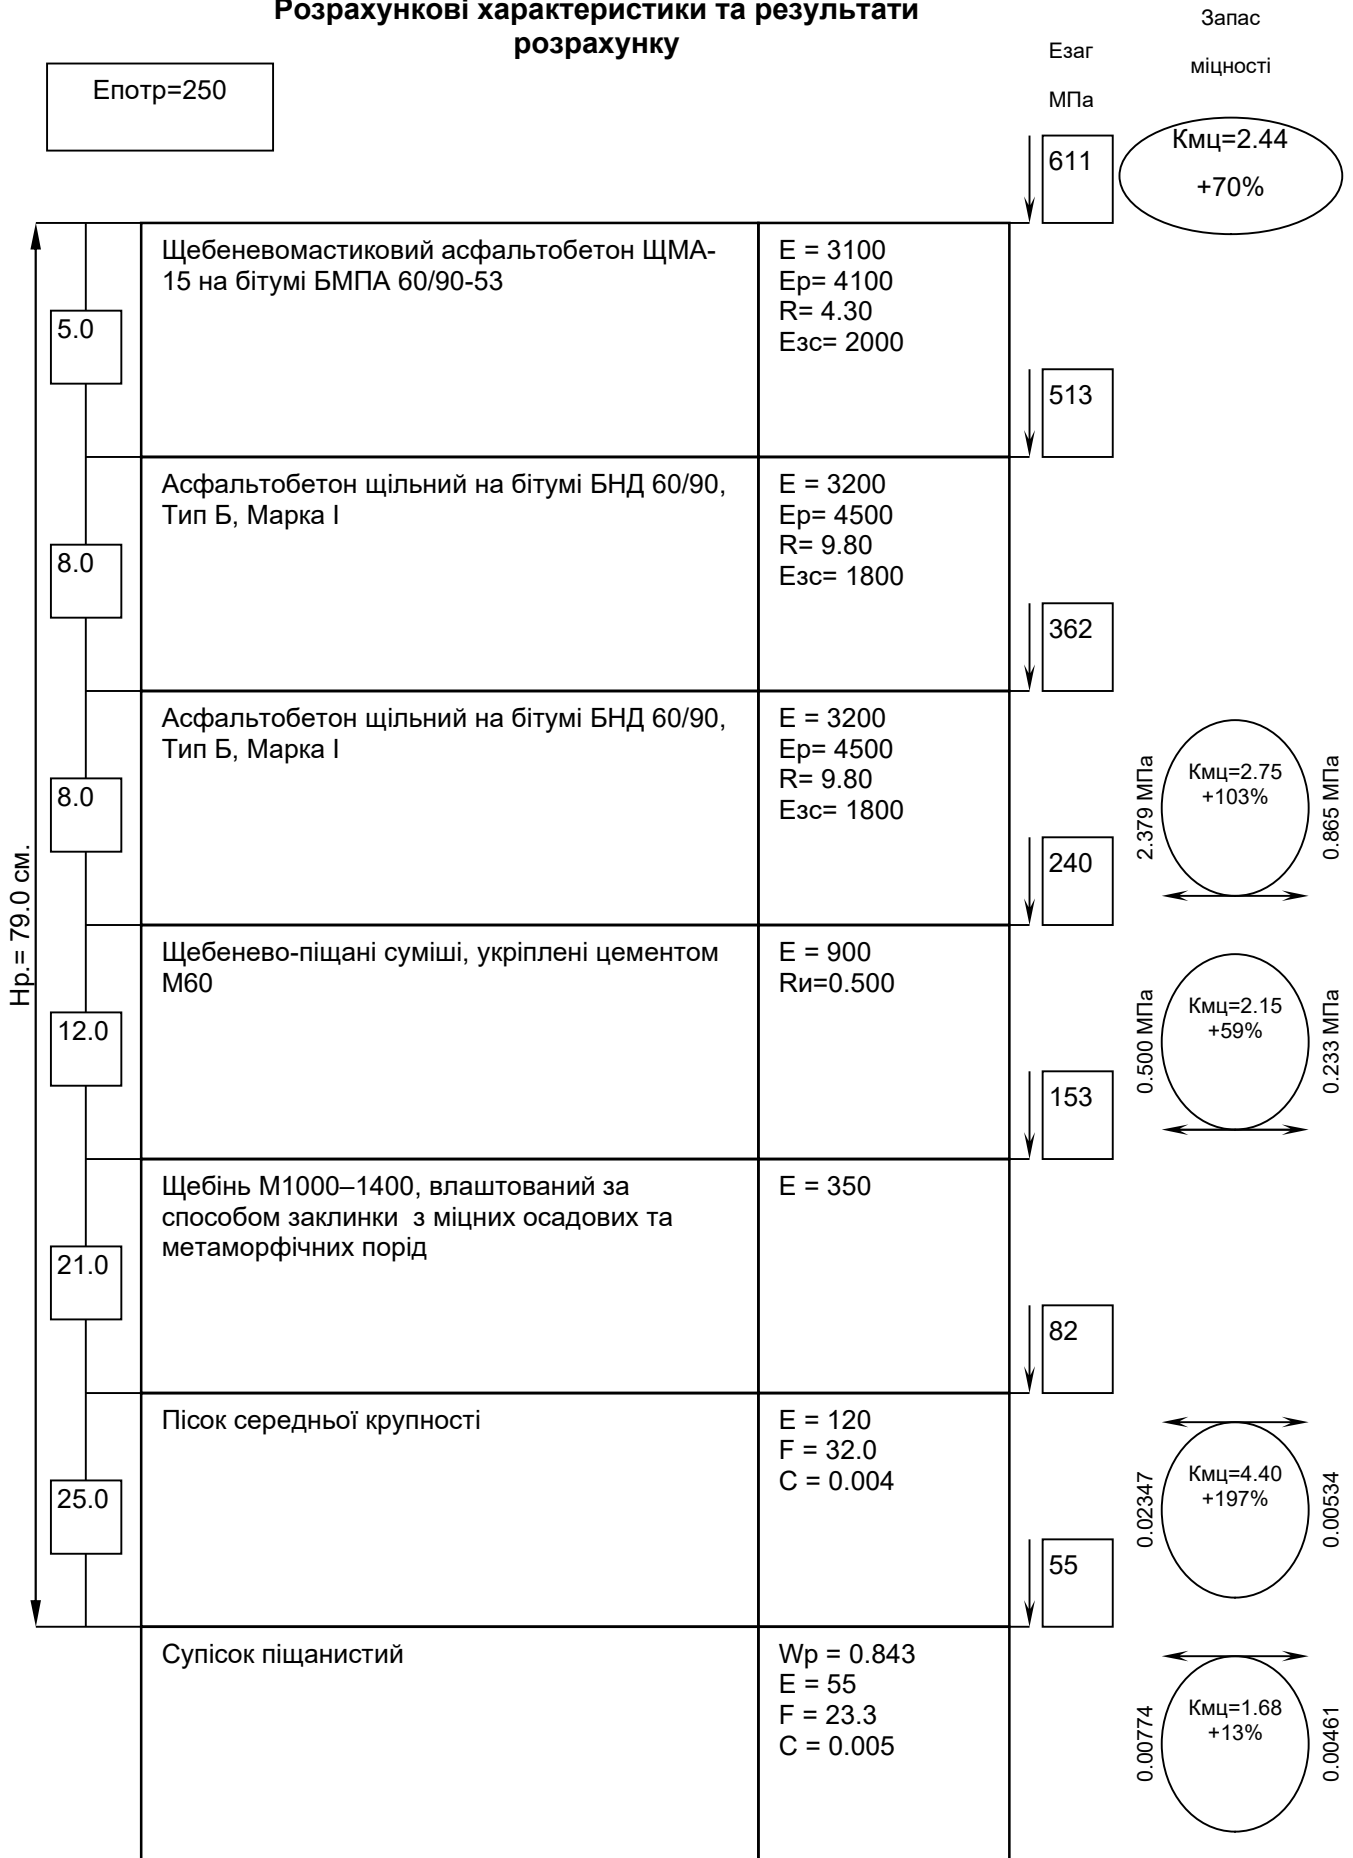 Розрахункові характеристики та результати
розрахунку
Запас
міцності
Езаг
МПа
Епотр=250
611
Кмц=2.44
+70%
Щебеневомастиковий асфальтобетон ЩМА-
15 на бітумі БМПА 60/90-53
E = 3100
Ep= 4100
R= 4.30
Eзс= 2000
5.0
513
Асфальтобетон щільний на бітумі БНД 60/90,
Тип Б, Марка І
E = 3200
Ep= 4500
R= 9.80
Eзс= 1800
8.0
362
Асфальтобетон щільний на бітумі БНД 60/90,
Тип Б, Марка І
E = 3200
Ep= 4500
R= 9.80
Eзс= 1800
8.0
240
2.379 МПа
Кмц=2.75
+103%
0.865 МПа
Нр.= 79.0 см.
Щебенево-піщані суміші, укріплені цементом
М60
E = 900
Rи=0.500
12.0
153
0.500 МПа
Кмц=2.15
+59%
0.233 МПа
Щебінь М1000–1400, влаштований за
способом заклинки  з міцних осадових та
метаморфічних порід
E = 350
21.0
82
Пісок середньої крупності
E = 120
F = 32.0
C = 0.004
25.0
55
0.02347
Кмц=4.40
+197%
0.00534
Супісок піщанистий
Wp = 0.843
E = 55
F = 23.3
C = 0.005
0.00774
Кмц=1.68
+13%
0.00461